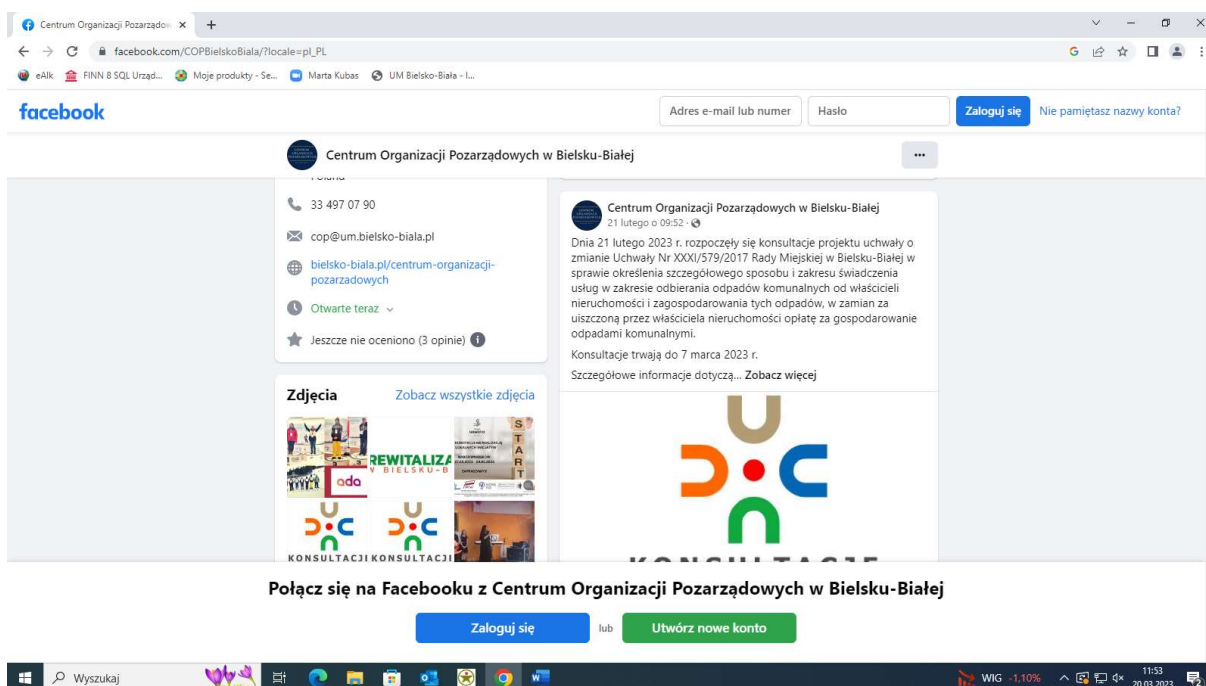 Centrum Organizacji Pozarządow
facebook.com/COPBielskoBiala/?locale=pl_PL
eAlk FINN 8 SQL Urząd... Moje produkty - Se... Marta Kubas UM Bielsko-Biała - I...
facebook
Adres e-mail lub numer
Hasło
Zaloguj się
Nie pamiętasz nazwy konta?
Centrum Organizacji Pozarządowych w Bielsku-Białej
33 497 07 90
cop@um.bielsko-biala.pl
bielsko-biala.pl/centrum-organizacji-
pozarzadowych
Otwarte teraz
Jeszcze nie oceniono (3 opinie)
Zdjęcia
Zobacz wszystkie zdjęcia
ada
REWITALIZA
W BIELSKU-B
START
KONSULTACJI
KONSULTACJI
Centrum Organizacji Pozarządowych w Bielsku-Białej
21 lutego o 09:52
Dnia 21 lutego 2023 r. rozpoczęły się konsultacje projektu uchwały o
zmianie Uchwały Nr XXXI/579/2017 Rady Miejskiej w Bielsku-Białej w
sprawie określenia szczegółowego sposobu i zakresu świadczenia
usług w zakresie odbierania odpadów komunalnych od właścicieli
nieruchomości i zagospodarowania tych odpadów, w zamian za
uiszczoną przez właściciela nieruchomości opłatę za gospodarowanie
odpadami komunalnymi.
Konsultacje trwają do 7 marca 2023 r.
Szczegółowe informacje dotyczą... Zobacz więcej
KONSULTACJE
Połącz się na Facebooku z Centrum Organizacji Pozarządowych w Bielsku-Białej
Zaloguj się
lub
Utwórz nowe konto
Wyszukaj
WIG -1,10%
11:53
20.03.2023